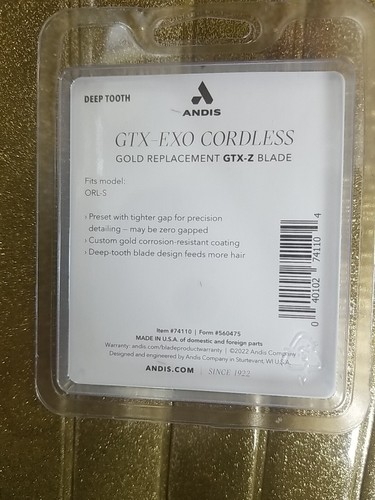 DEEP TOOTH
ANDIS
GTX-EXO CORDLESS
GOLD REPLACEMENT GTX-Z BLADE
Fits model:
ORL-S
› Preset with tighter gap for precision
detailing – may be zero gapped
› Custom gold corrosion-resistant coating
› Deep-tooth blade design feeds more hair
0 40102 74110 4
Item #74110 | Form #560475
MADE IN U.S.A. of domestic and foreign parts
Warranty: andis.com/bladeproductwarranty | ©2022 Andis Company
Designed and engineered by Andis Company in Sturtevant, WI U.S.A.
ANDIS.COM | SINCE 1922